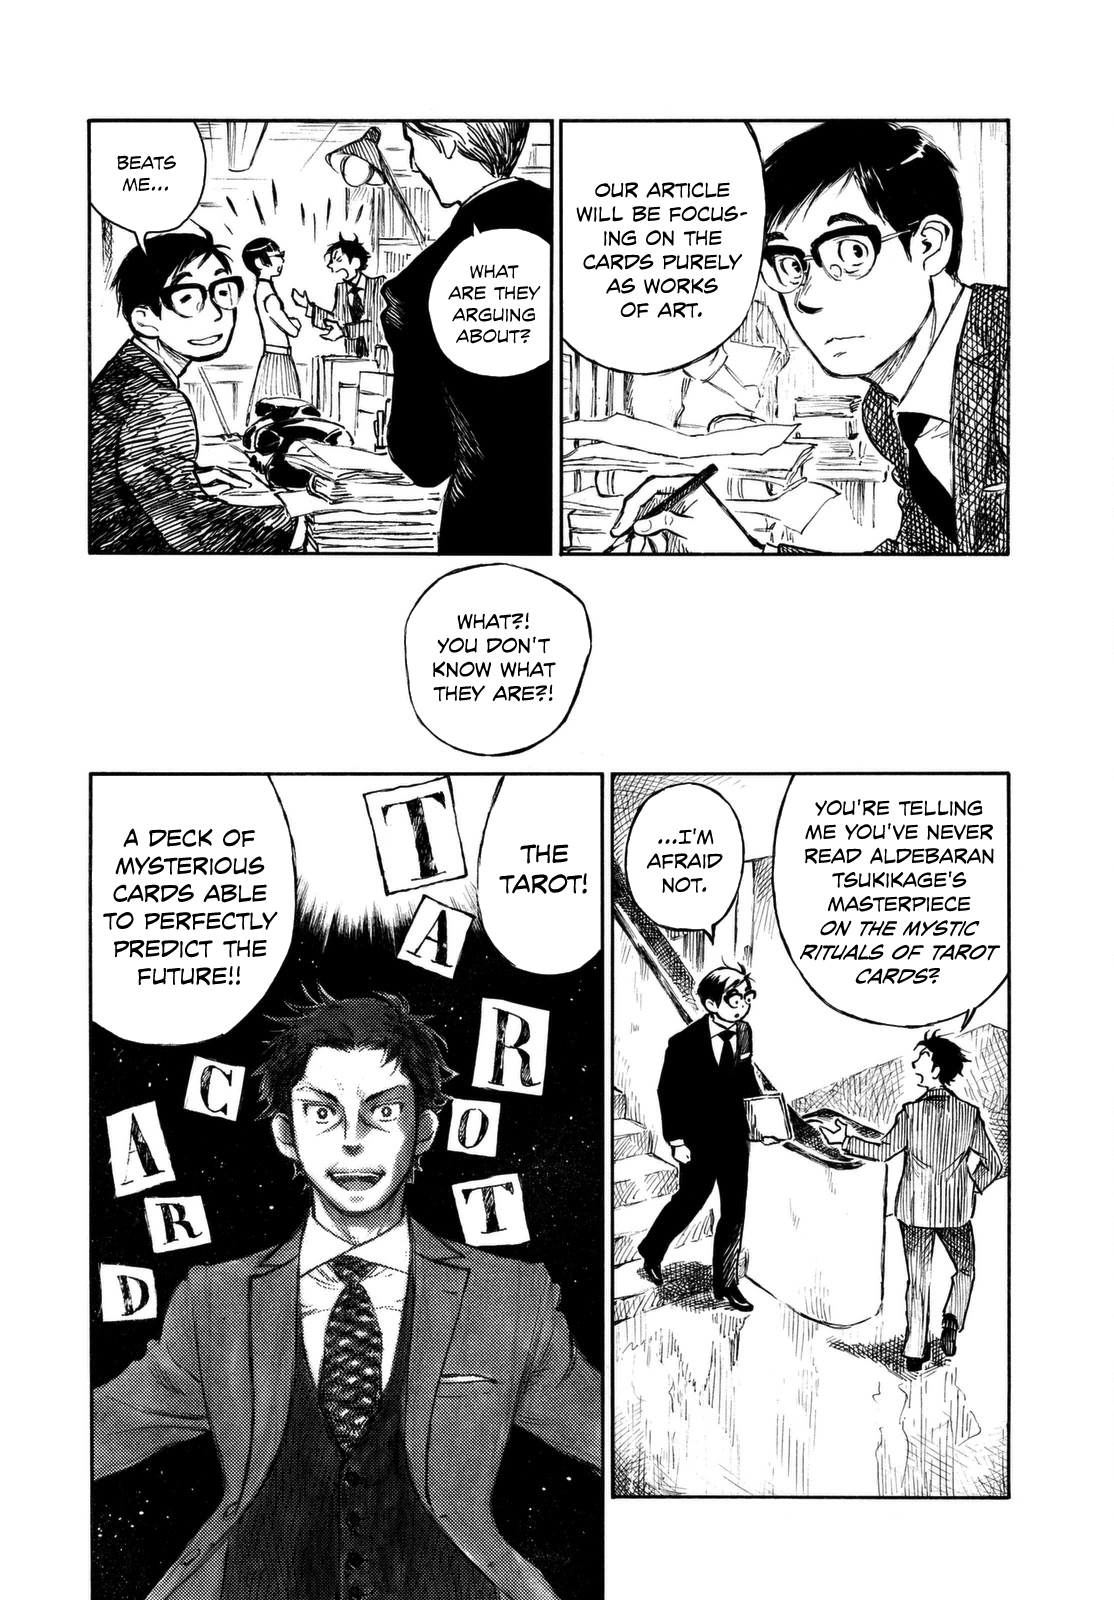 OUR ARTICLE
WILL BE FOCUS-
ING ON THE
CARDS PURELY
AS WORKS
OF ART.
WHAT
ARE THEY
ARGUING
ABOUT?
BEATS
ME...
WHAT?!
YOU DON'T
KNOW WHAT
THEY ARE?!
YOU'RE TELLING
ME YOU'VE NEVER
READ ALDEBARAN
TSUKIKAGE'S
MASTERPIECE
ON THE MYSTIC
RITUALS OF TAROT
CARDS?
...I'M
AFRAID
NOT.
THE
TAROT!
A DECK OF
MYSTERIOUS
CARDS ABLE
TO PERFECTLY
PREDICT THE
FUTURE!!
TAROT
CARD